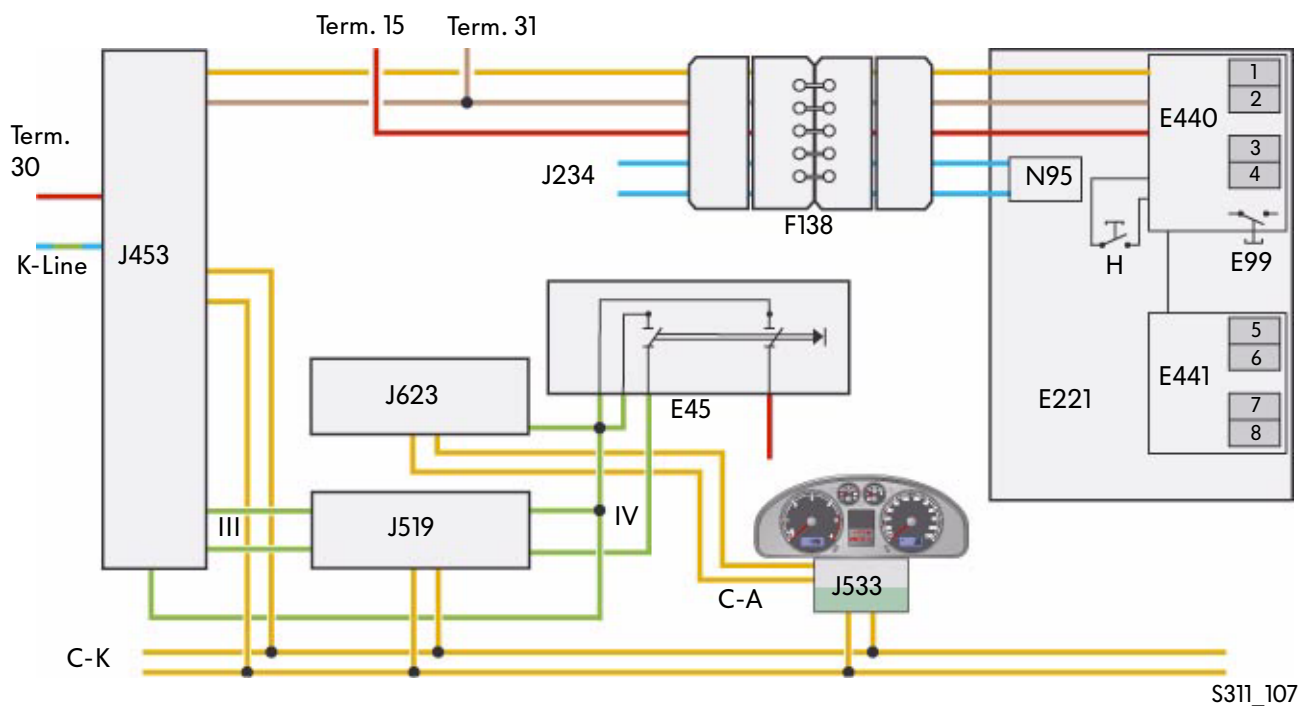 Term. 15
Term. 31
1
2
E440
Term.
30
3
4
J234
N95
F138
J453
K-Line
H
E99
5
6
E441
J623
E45
E221
7
8
III
J519
IV
C-A
J533
C-K
S311_107